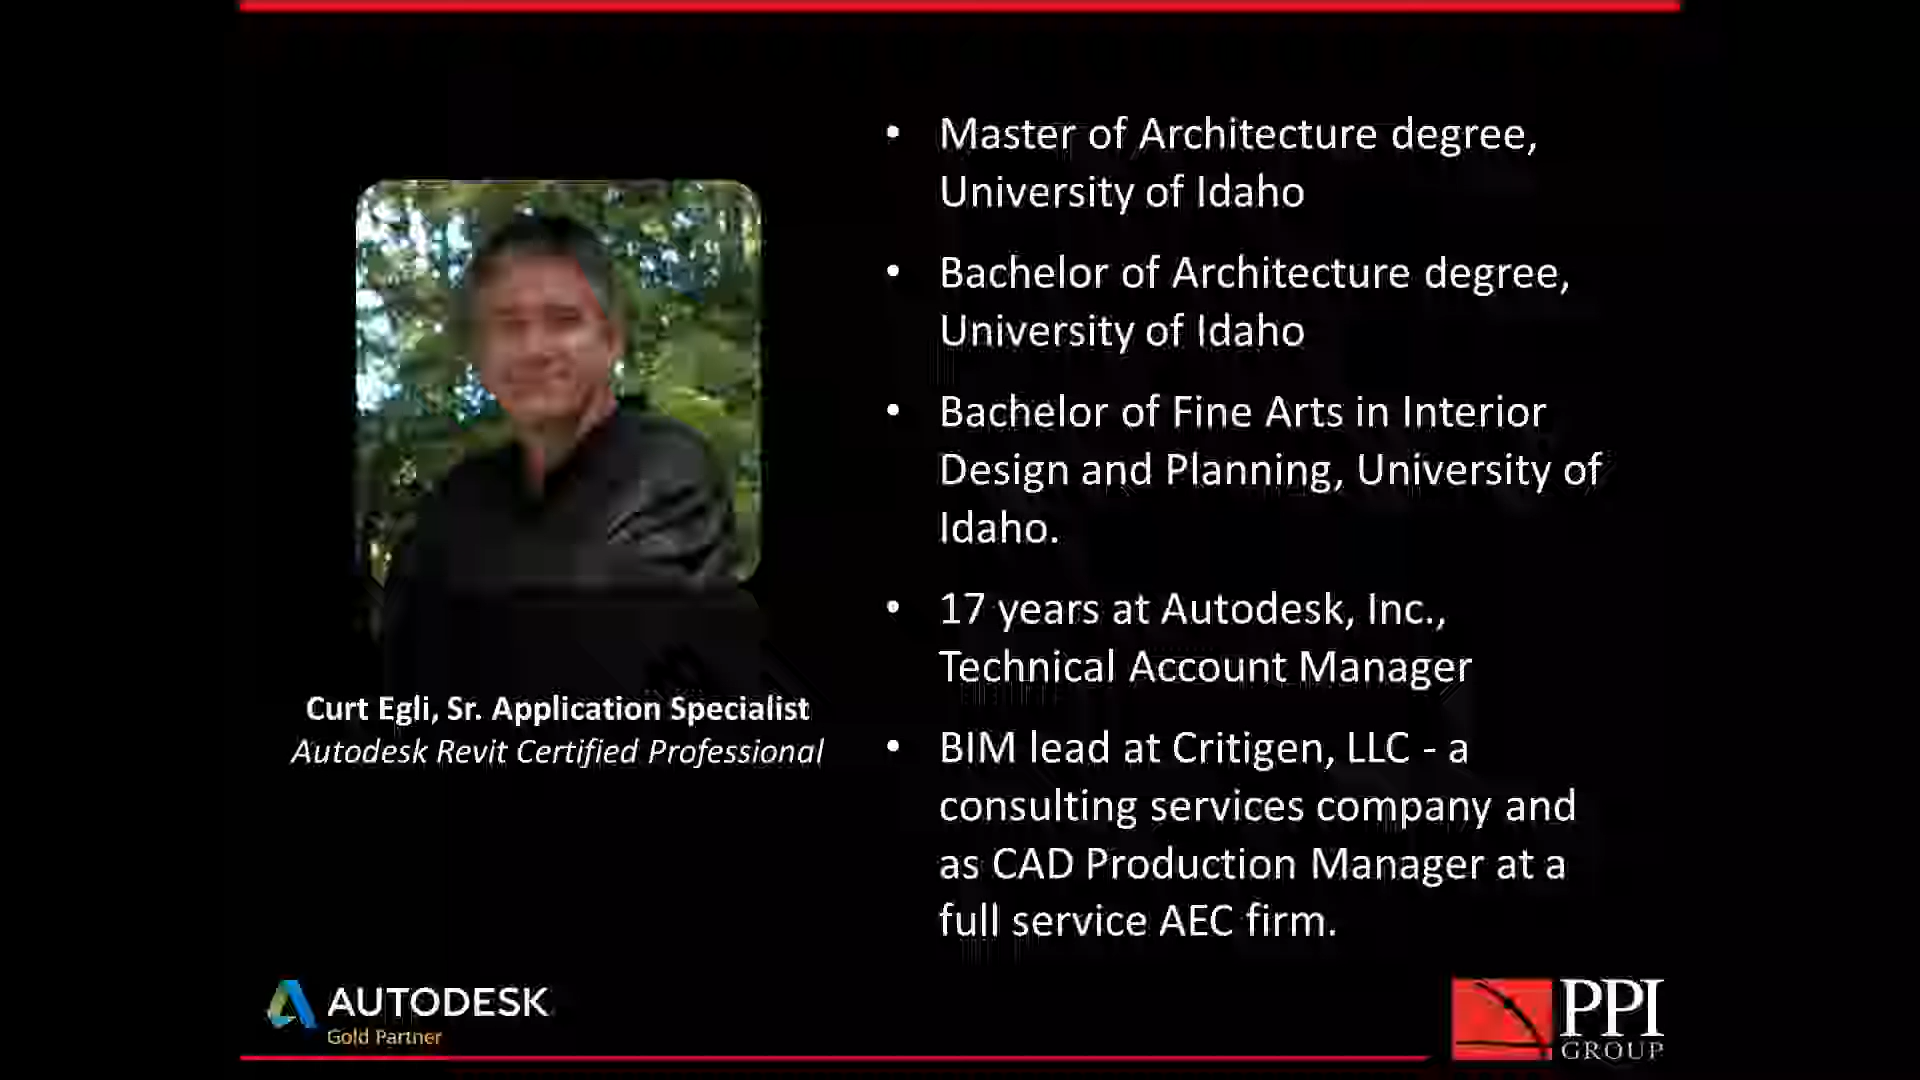 • Master of Architecture degree,
University of Idaho
• Bachelor of Architecture degree,
University of Idaho
• Bachelor of Fine Arts in Interior
Design and Planning, University of
Idaho.
• 17 years at Autodesk, Inc.,
Technical Account Manager
• BIM lead at Critigen, LLC - a
consulting services company and
as CAD Production Manager at a
full service AEC firm.
Curt Egli, Sr. Application Specialist
Autodesk Revit Certified Professional
AUTODESK
Gold Partner
PPI
GROUP